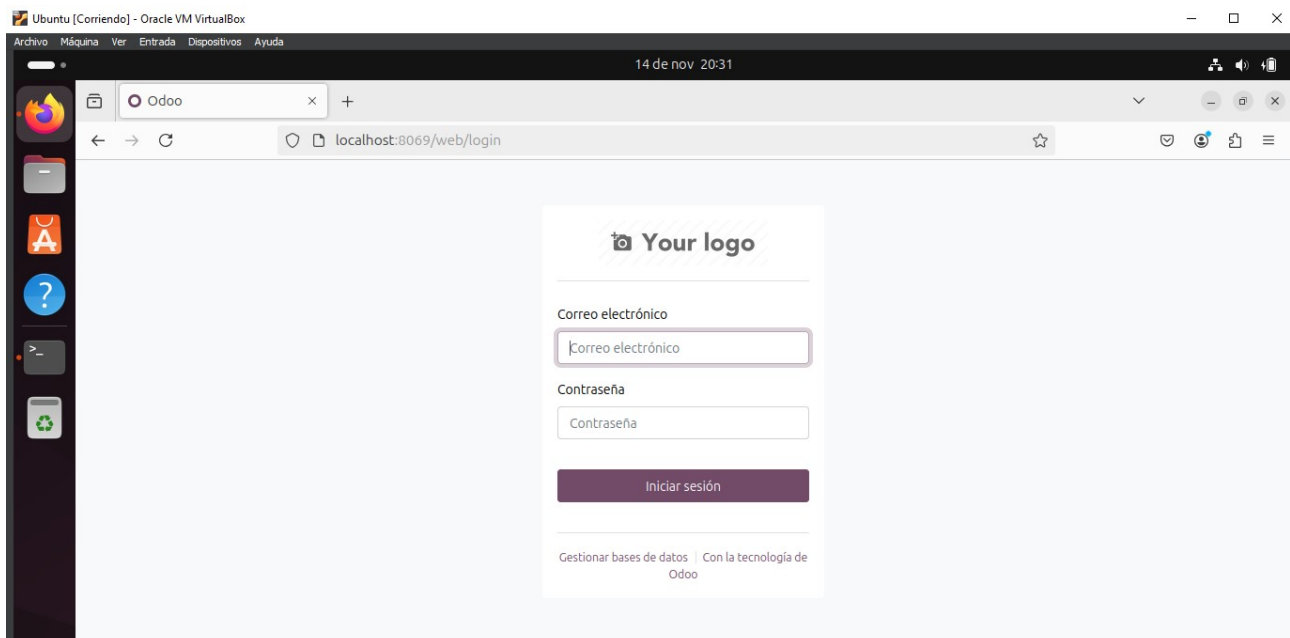 Ubuntu [Corriendo] - Oracle VM VirtualBox
Archivo Máquina Ver Entrada Dispositivos Ayuda
14 de nov 20:31
Odoo
localhost:8069/web/login
Your logo
Correo electrónico
Correo electrónico
Contraseña
Contraseña
Iniciar sesión
Gestionar bases de datos | Con la tecnología de
Odoo